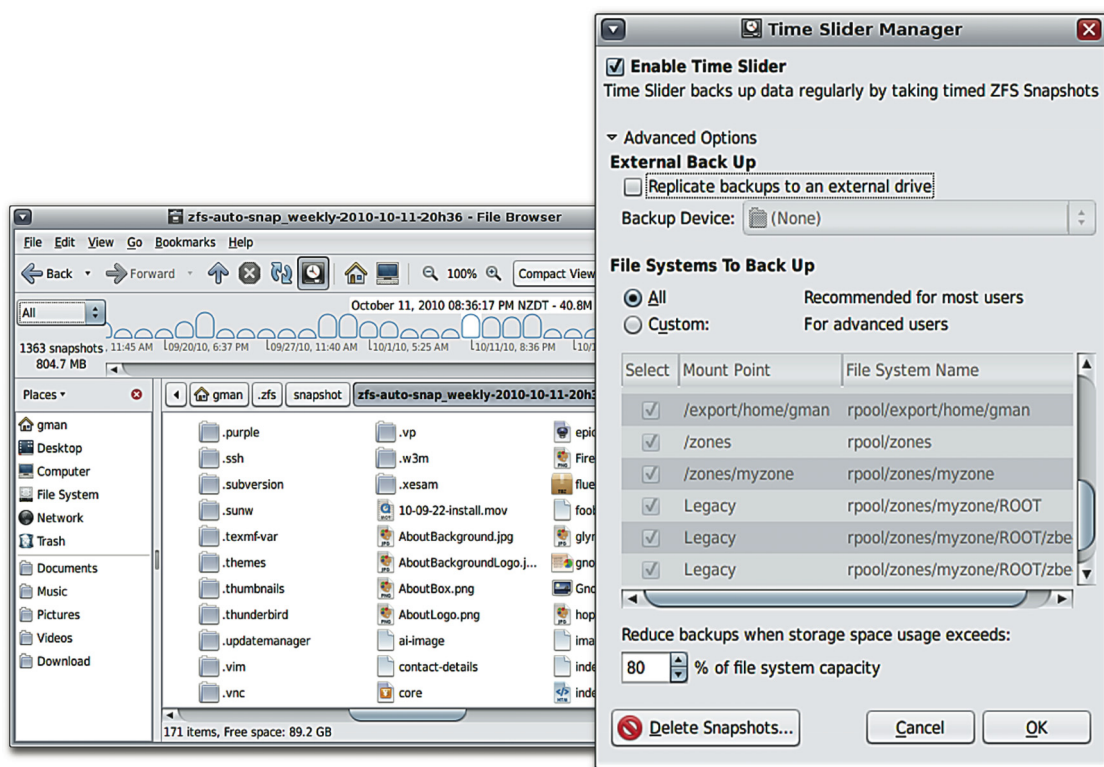 zfs-auto-snap_weekly-2010-10-11-20h36 - File Browser
File Edit View Go Bookmarks Help
Back Forward 100% Compact View
All
October 11, 2010 08:36:17 PM NZDT - 40.8M
1363 snapshots
804.7 MB
11:45 AM 09/20/10, 6:37 PM 09/27/10, 11:40 AM 10/1/10, 5:25 AM 10/11/10, 8:36 PM
Places
gman .zfs snapshot zfs-auto-snap_weekly-2010-10-11-20h3
gman
Desktop
Computer
File System
Network
Trash
Documents
Music
Pictures
Videos
Download
.purple
.ssh
.subversion
.sunw
.texmf-var
.themes
.thumbnails
.thunderbird
.updatemanager
.vim
.vnc
.vp
.w3m
.xesam
10-09-22-install.mov
AboutBackground.jpg
AboutBackgroundLogo.j...
AboutBox.png
AboutLogo.png
ai-image
contact-details
core
epic
Fire
flue
foob
glyn
gno
Gno
hop
ima
inde
inde
171 items, Free space: 89.2 GB
Time Slider Manager
Enable Time Slider
Time Slider backs up data regularly by taking timed ZFS Snapshots
Advanced Options
External Back Up
Replicate backups to an external drive
Backup Device: (None)
File Systems To Back Up
All Recommended for most users
Custom: For advanced users
Select Mount Point File System Name
/export/home/gman rpool/export/home/gman
/zones rpool/zones
/zones/myzone rpool/zones/myzone
Legacy rpool/zones/myzone/ROOT
Legacy rpool/zones/myzone/ROOT/zbe
Legacy rpool/zones/myzone/ROOT/zbe
Reduce backups when storage space usage exceeds:
80 % of file system capacity
Delete Snapshots... Cancel OK